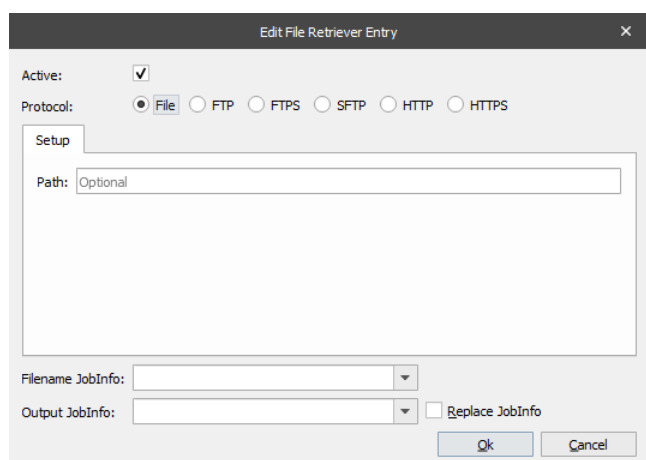 Edit File Retriever Entry
Active:
Protocol: File FTP FTPS SFTP HTTP HTTPS
Setup
Path: Optional
Filename JobInfo:
Output JobInfo: Replace JobInfo
Ok Cancel